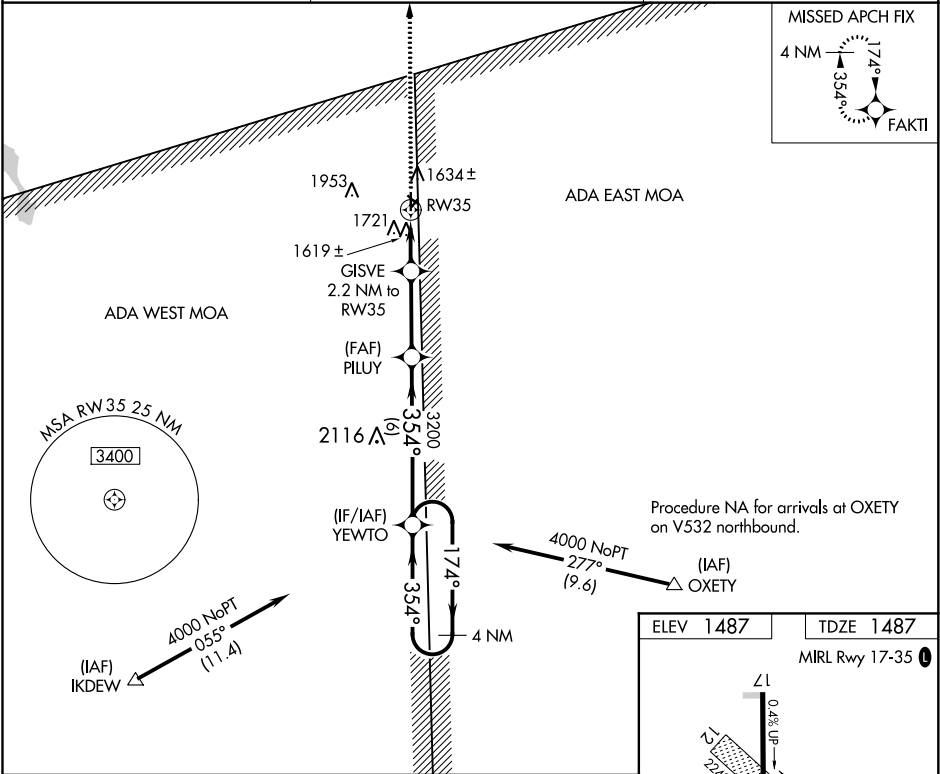 MISSED APCH FIX
4 NM
174°
354°
FAKTI
1953
1634 ±
RW35
ADA EAST MOA
1721
1619 ±
GISVE
2.2 NM to
RW35
ADA WEST MOA
(FAF)
PILUY
MSA RW35 25 NM
3400
2116
354°
(6)
3200
(IF/IAF)
YEWTO
Procedure NA for arrivals at OXETY
on V532 northbound.
4000 NoPT
277°
(9.6)
(IAF)
OXETY
174°
354°
4 NM
4000 NoPT
055°
(11.4)
(IAF)
IKDEW
ELEV 1487
TDZE 1487
MIRL Rwy 17-35 L
17
0.4% UP
12